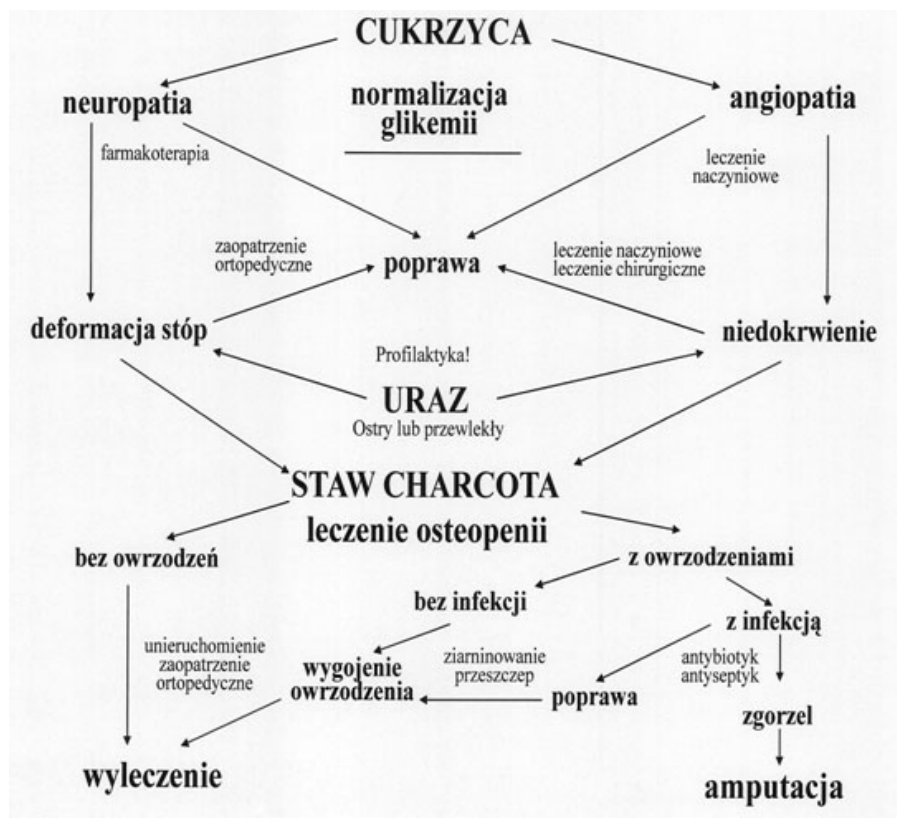 CUKRZYCA
neuropatia
normalizacja
glikemii
angiopatia
farmakoterapia
leczenie
naczyniowe
zaopatrzenie
ortopedyczne
poprawa
leczenie naczyniowe
leczenie chirurgiczne
deformacja stóp
niedokrwienie
Profilaktyka!
URAZ
Ostry lub przewlekły
STAW CHARCOTA
leczenie osteopenii
bez owrzodzeń
z owrzodzeniami
bez infekcji
z infekcją
unieruchomienie
zaopatrzenie
ortopedyczne
wygojenie
owrzodzenia
ziarninowanie
przeszczep
poprawa
antybiotyk
antyseptyk
zgorzel
wyleczenie
amputacja